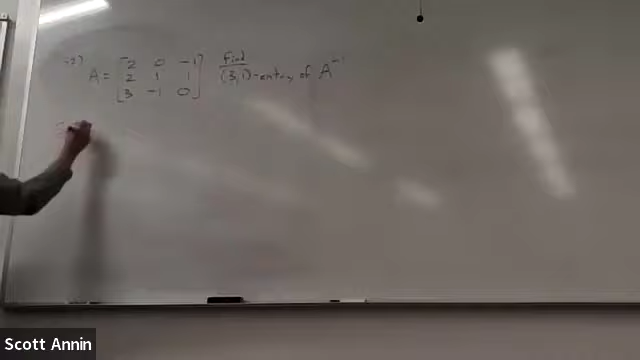 A = [2 0 -1] Find
[2 1 1] (3,1)-entry of A⁻¹
[3 -1 0]
Scott Annin